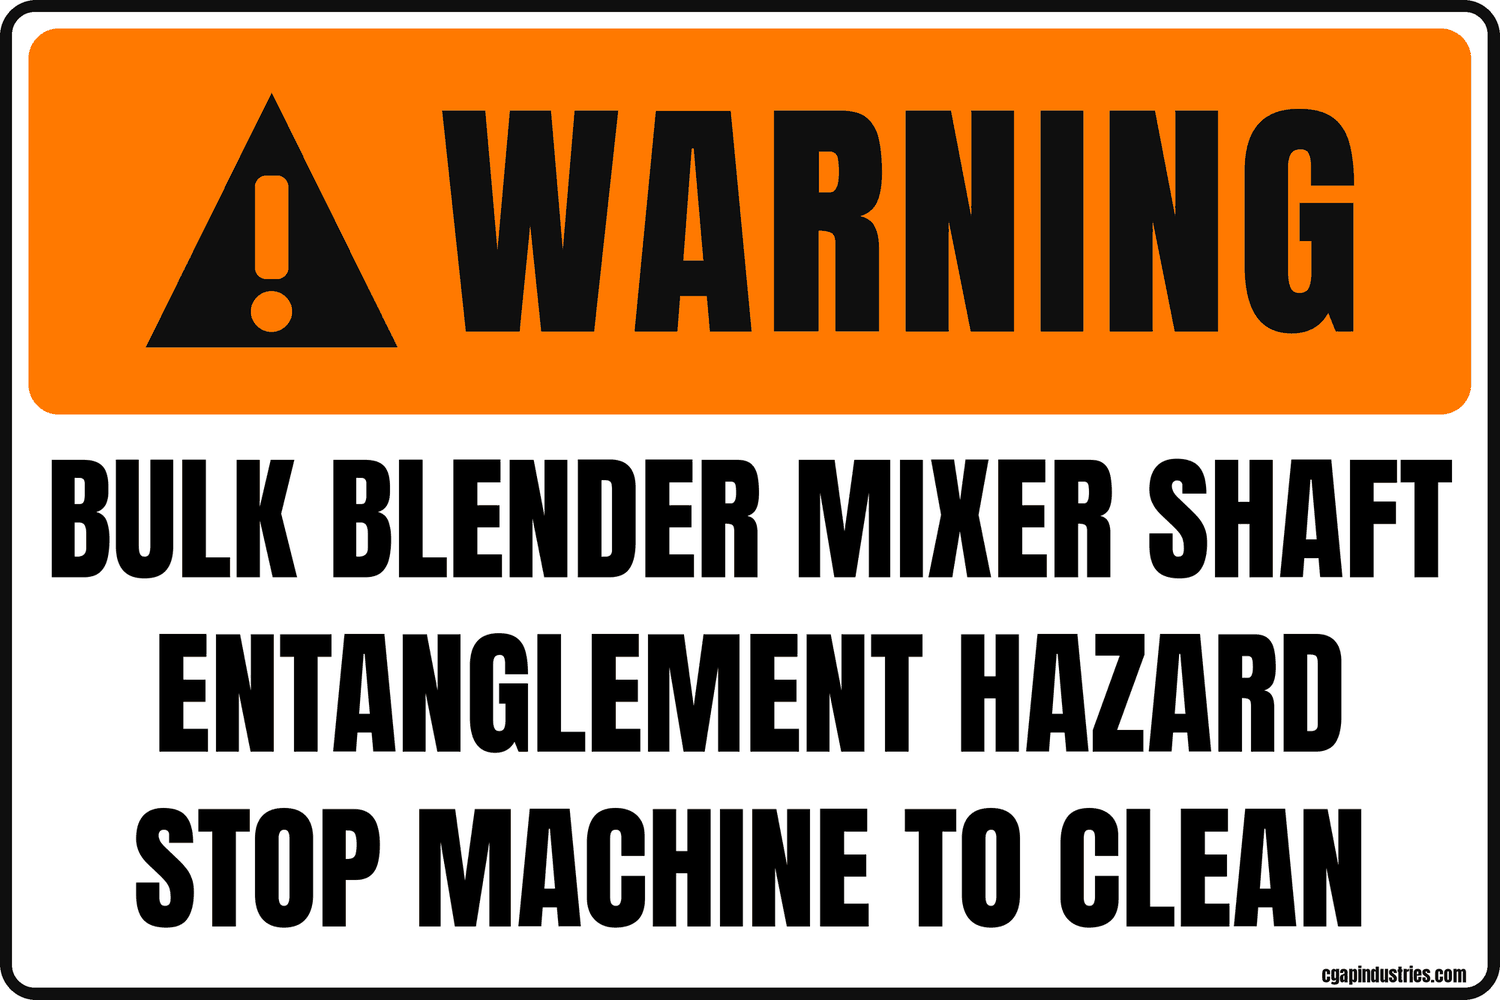 WARNING
BULK BLENDER MIXER SHAFT
ENTANGLEMENT HAZARD
STOP MACHINE TO CLEAN
cgapindustries.com